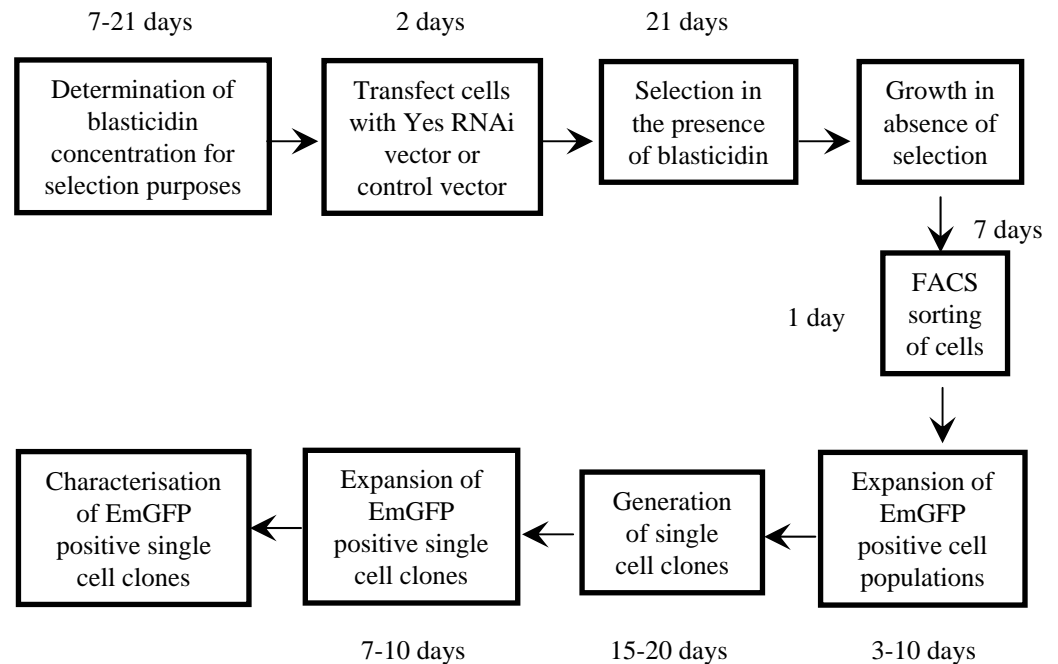 7-21 days
2 days
21 days
Determination of
blasticidin
concentration for
selection purposes
Transfect cells
with Yes RNAi
vector or
control vector
Selection in
the presence
of blasticidin
Growth in
absence of
selection
7 days
1 day
FACS
sorting
of cells
Expansion of
EmGFP
positive cell
populations
3-10 days
Generation
of single
cell clones
15-20 days
Expansion of
EmGFP
positive single
cell clones
7-10 days
Characterisation
of EmGFP
positive single
cell clones